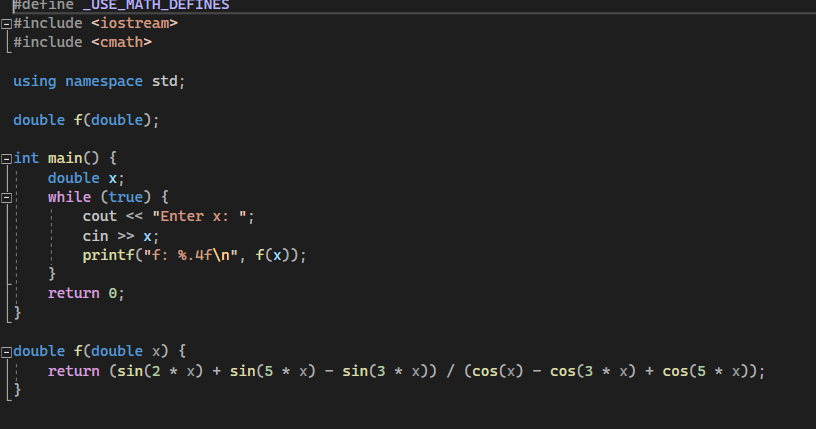 #define _USE_MATH_DEFINES
#include <iostream>
#include <cmath>
using namespace std;
double f(double);
int main() {
double x;
while (true) {
cout << "Enter x: ";
cin >> x;
printf("f: %.4f\n", f(x));
}
return 0;
}
double f(double x) {
return (sin(2 * x) + sin(5 * x) - sin(3 * x)) / (cos(x) - cos(3 * x) + cos(5 * x));
}